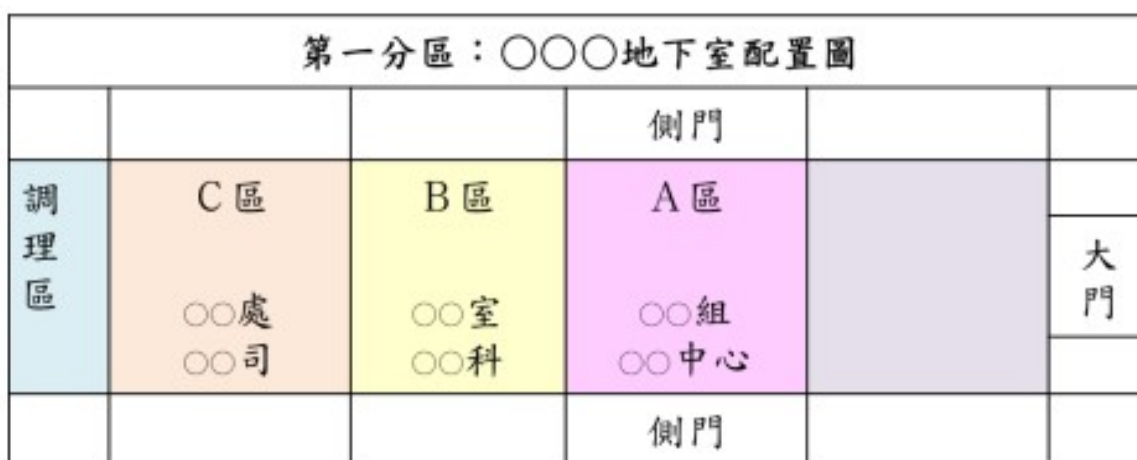 第一分區：○○○地下室配置圖
側門
調理區
C區
○○處
○○司
B區
○○室
○○科
A區
○○組
○○中心
大門
側門